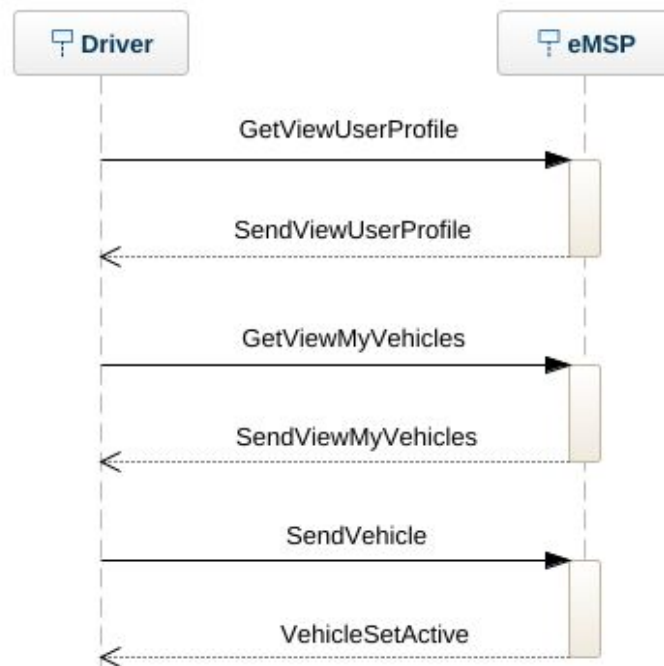 Driver
eMSP
GetViewUserProfile
SendViewUserProfile
GetViewMyVehicles
SendViewMyVehicles
SendVehicle
VehicleSetActive